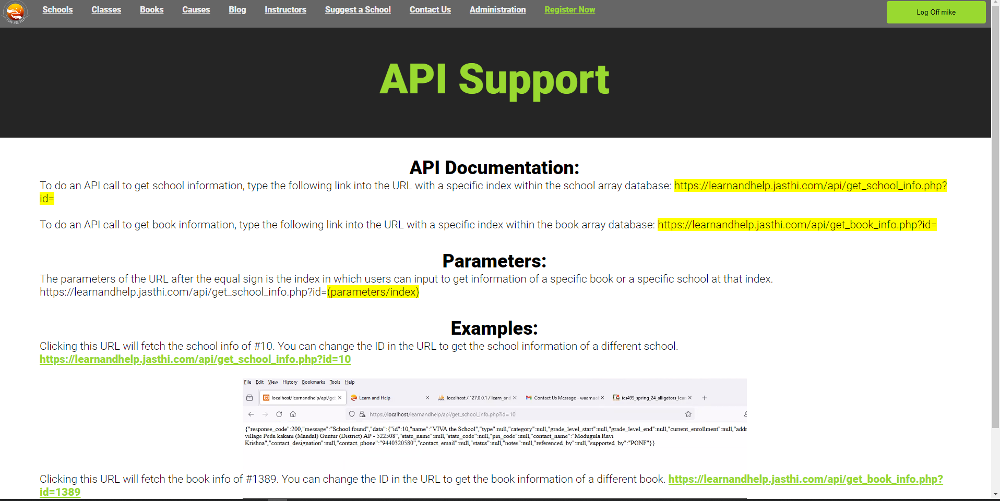 LEARN AND HELP
Schools Classes Books Causes Blog Instructors Suggest a School Contact Us Administration Register Now Log Off mike
API Support
API Documentation:
To do an API call to get school information, type the following link into the URL with a specific index within the school array database: https://learnandhelp.jasthi.com/api/get_school_info.php?
id=
To do an API call to get book information, type the following link into the URL with a specific index within the book array database: https://learnandhelp.jasthi.com/api/get_book_info.php?id=
Parameters:
The parameters of the URL after the equal sign is the index in which users can input to get information of a specific book or a specific school at that index.
https://learnandhelp.jasthi.com/api/get_school_info.php?id=(parameters/index)
Examples:
Clicking this URL will fetch the school info of #10. You can change the ID in the URL to get the school information of a different school.
https://learnandhelp.jasthi.com/api/get_school_info.php?id=10
File Edit View History Bookmarks Tools Help
localhost/learnandhelp/api/get Learn and Help localhost / 127.0.0.1 / learn_and Contact Us Message - waamual ics499_spring_24_alligators_lear
https://localhost/learnandhelp/api/get_school_info.php?id=10
{"response_code":200,"message":"School found","data":{"id":10,"name":"VIVA the School","type":null,"category":null,"grade_level_start":null,"grade_level_end":null,"current_enrollment":null,"addr
village Peda kakani (Mandal) Guntur (District) AP - 522508","state_name":null,"state_code":null,"pin_code":null,"contact_name":"Modugula Ravi
Krishna","contact_designation":null,"contact_phone":"9440320580","contact_email":null,"status":null,"notes":null,"referenced_by":null,"supported_by":"PGNF"}}
Clicking this URL will fetch the book info of #1389. You can change the ID in the URL to get the book information of a different book. https://learnandhelp.jasthi.com/api/get_book_info.php?
id=1389